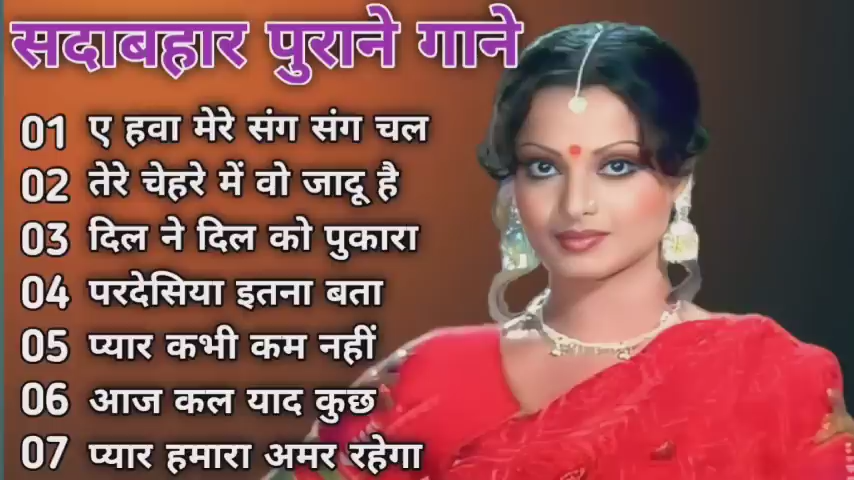 सदाबहार पुराने गाने
01 ए हवा मेरे संग संग चल
02 तेरे चेहरे में वो जादू है
03 दिल ने दिल को पुकारा
04 परदेसिया इतना बता
05 प्यार कभी कम नहीं
06 आज कल याद कुछ
07 प्यार हमारा अमर रहेगा